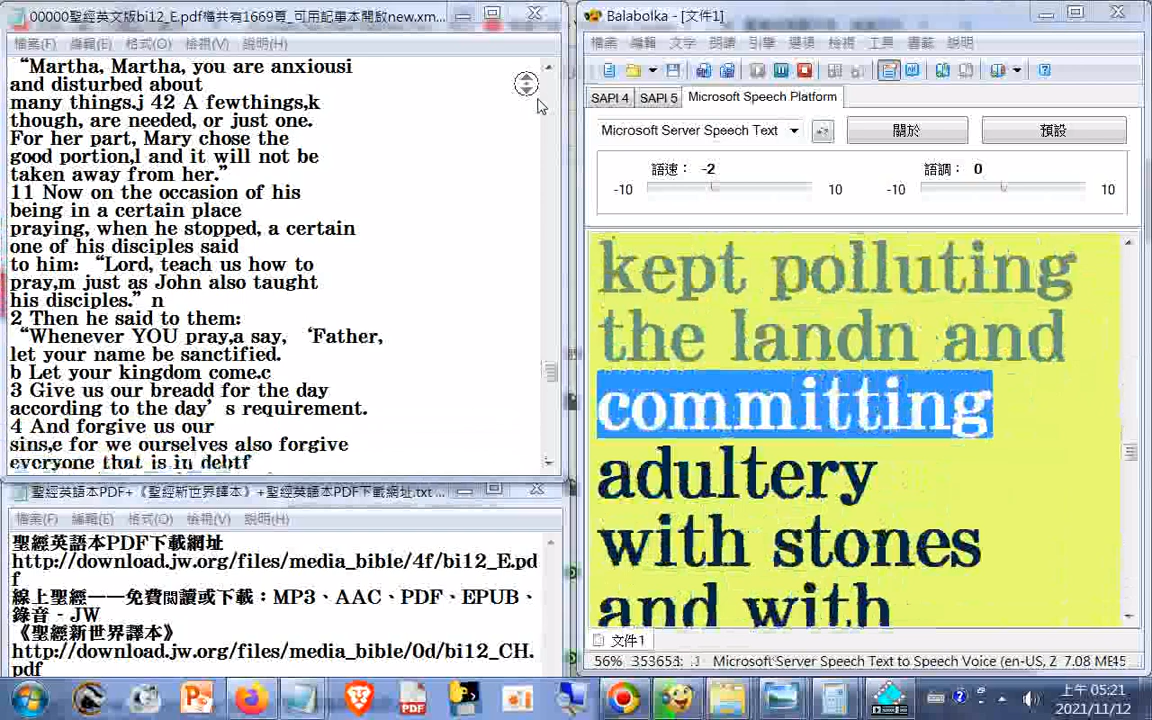 00000聖經英文版bi12_E.pdf檔共有1669頁_可用記事本開啟new.xm...
檔案(F) 編輯(E) 格式(O) 檢視(V) 說明(H)
“Martha, Martha, you are anxiousi
and disturbed about
many things.j 42 A fewthings,k
though, are needed, or just one.
For her part, Mary chose the
good portion,l and it will not be
taken away from her.”
11 Now on the occasion of his
being in a certain place
praying, when he stopped, a certain
one of his disciples said
to him: “Lord, teach us how to
pray,m just as John also taught
his disciples.” n
2 Then he said to them:
“Whenever YOU pray,a say, ‘Father,
let your name be sanctified.
b Let your kingdom come.c
3 Give us our breadd for the day
according to the day’s requirement.
4 And forgive us our
sins,e for we ourselves also forgive
everyone that is in debtf
聖經英語本PDF+《聖經新世界譯本》+聖經英語本PDF下載網址.txt ...
檔案(F) 編輯(E) 格式(O) 檢視(V) 說明(H)
聖經英語本PDF下載網址
http://download.jw.org/files/media_bible/4f/bi12_E.pd
f
線上聖經——免費閱讀或下載：MP3、AAC、PDF、EPUB、
錄音 - JW
《聖經新世界譯本》
http://download.jw.org/files/media_bible/0d/bi12_CH.
pdf
Balabolka - [文件1]
檔案 編輯 文字 朗讀 引擎 選項 檢視 工具 書籤 說明
SAPI 4 SAPI 5 Microsoft Speech Platform
Microsoft Server Speech Text 關於 預設
語速： -2 語調： 0
-10 10 -10 10
kept polluting
the landn and
committing
adultery
with stones
and with
文件1
56% Microsoft Server Speech Text to Speech Voice (en-US, 7.08 ME
PDF
上午 05:21
2021/11/12